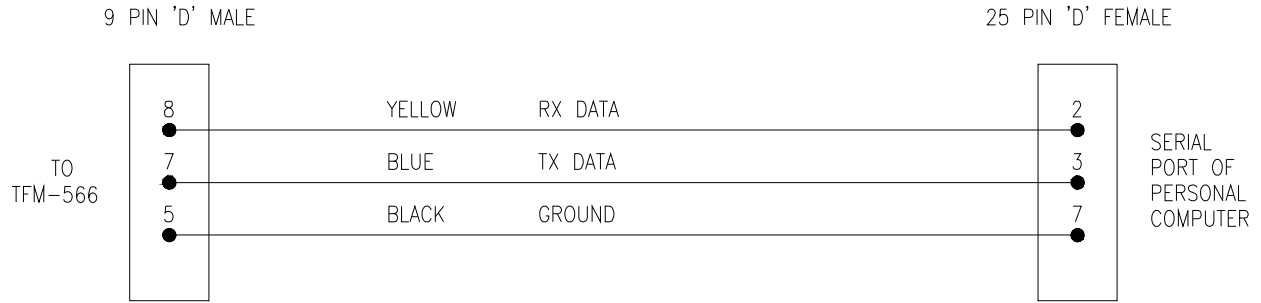 9 PIN 'D' MALE
25 PIN 'D' FEMALE
8 YELLOW RX DATA 2
7 BLUE TX DATA 3
5 BLACK GROUND 7
TO
TFM-566
SERIAL
PORT OF
PERSONAL
COMPUTER